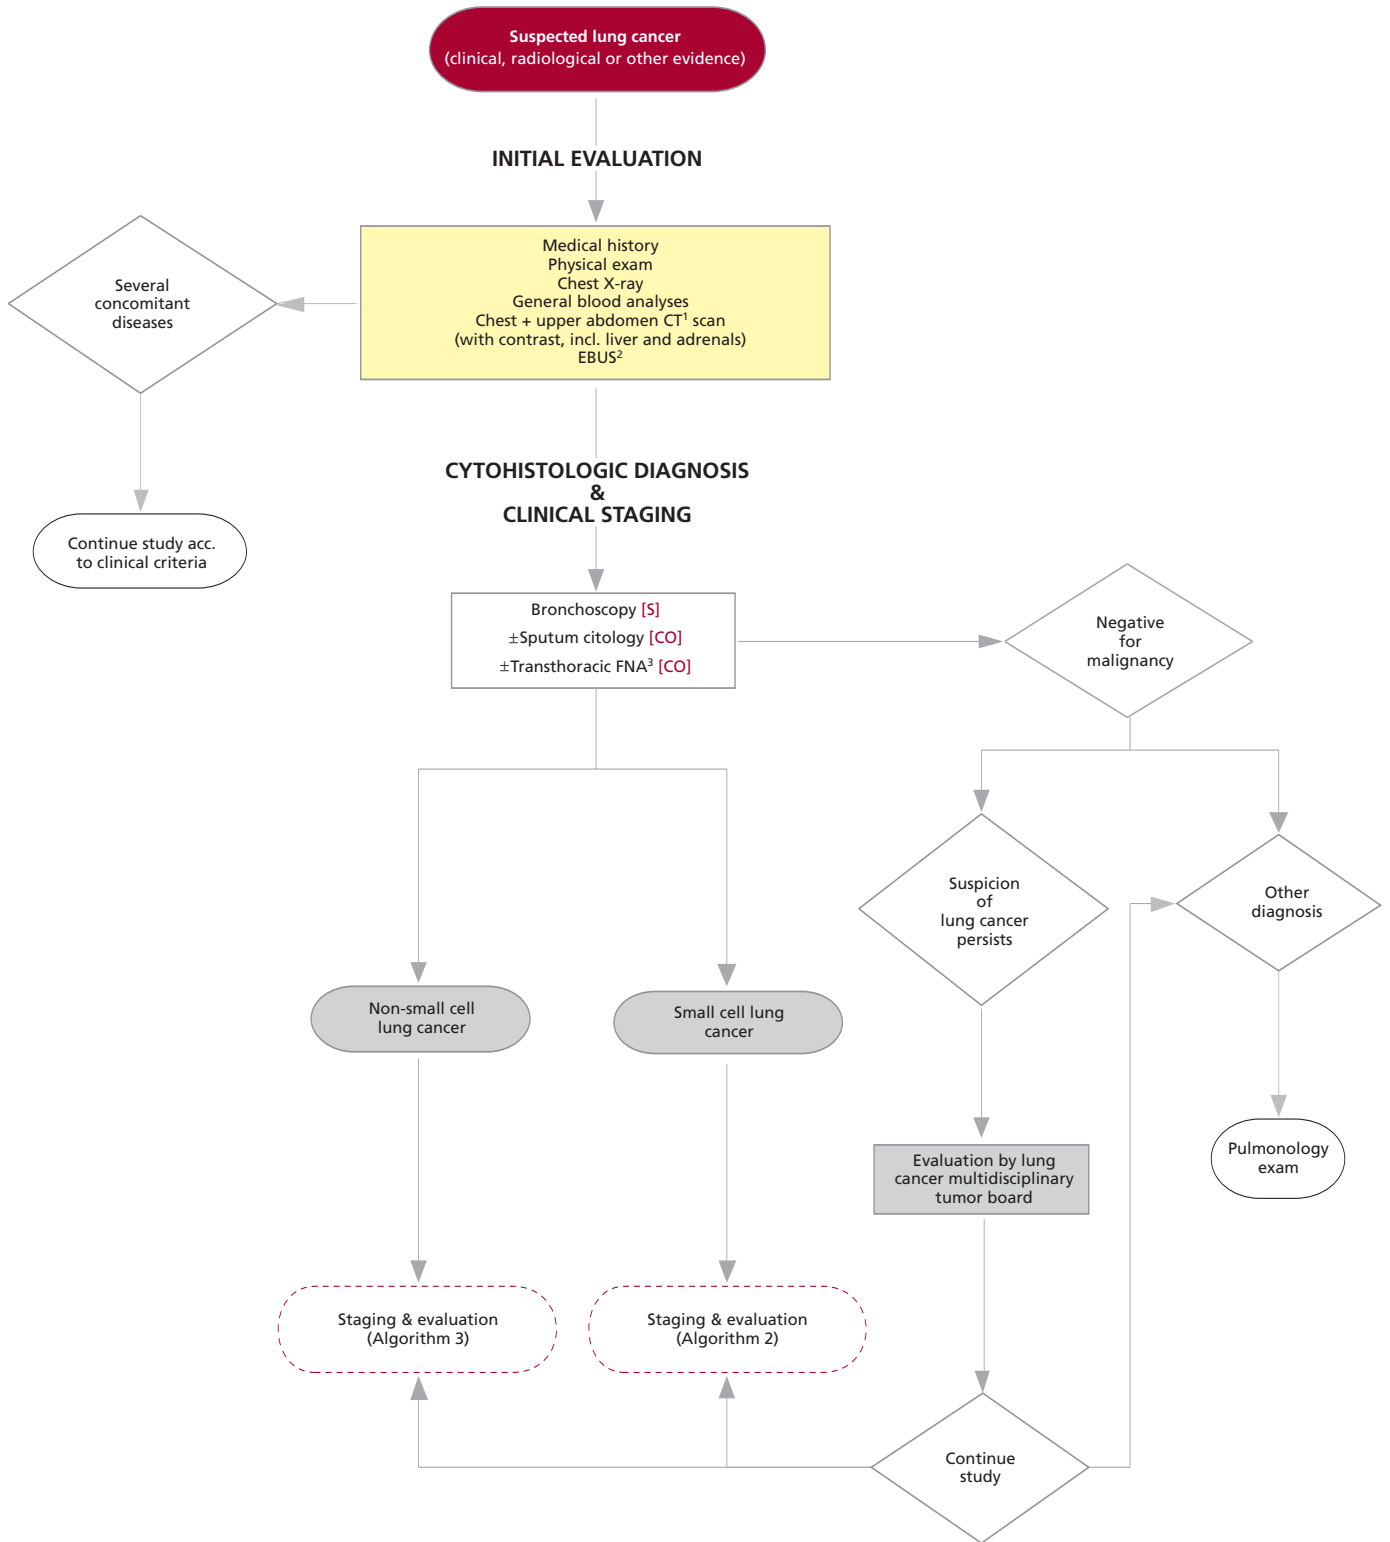 Suspected lung cancer
(clinical, radiological or other evidence)
INITIAL EVALUATION
Medical history
Physical exam
Chest X-ray
General blood analyses
Chest + upper abdomen CT¹ scan
(with contrast, incl. liver and adrenals)
EBUS²
Several
concomitant
diseases
Continue study acc.
to clinical criteria
CYTOHISTOLOGIC DIAGNOSIS
&
CLINICAL STAGING
Bronchoscopy [S]
±Sputum citology [CO]
±Transthoracic FNA³ [CO]
Negative
for
malignancy
Suspicion
of
lung cancer
persists
Other
diagnosis
Non-small cell
lung cancer
Small cell lung
cancer
Evaluation by lung
cancer multidisciplinary
tumor board
Pulmonology
exam
Staging & evaluation
(Algorithm 3)
Staging & evaluation
(Algorithm 2)
Continue
study